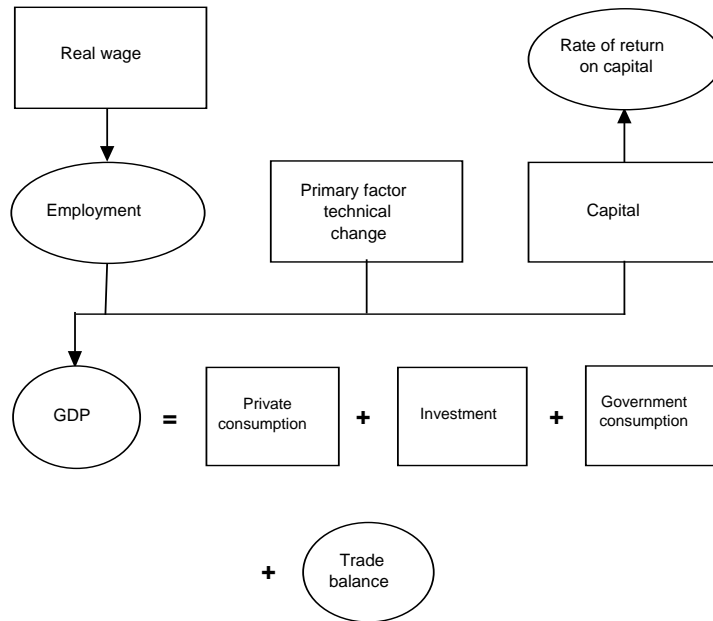 Real wage
Rate of return
on capital
Employment
Primary factor
technical
change
Capital
GDP
=
Private
consumption
+
Investment
+
Government
consumption
+
Trade
balance